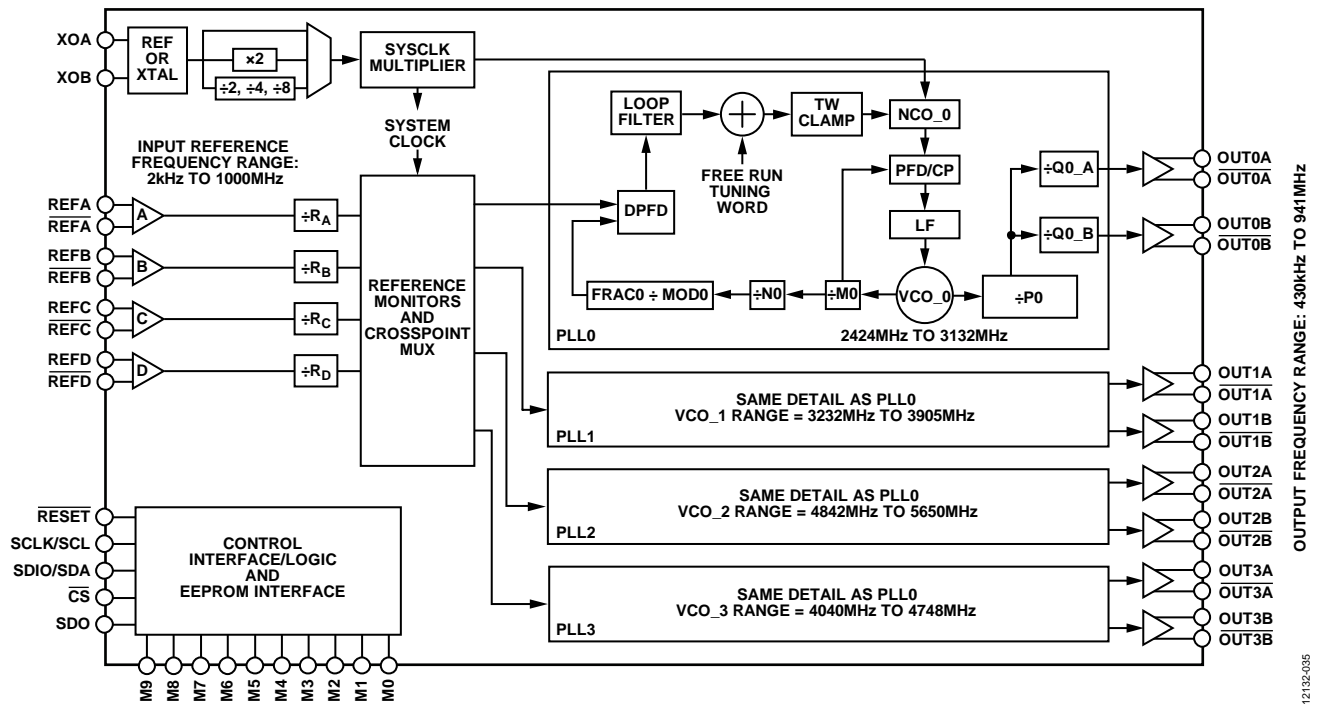 XOA
XOB
REF
OR
XTAL
×2
÷2, ÷4, ÷8
SYSCLK
MULTIPLIER
SYSTEM
CLOCK
INPUT REFERENCE
FREQUENCY RANGE:
2kHz TO 1000MHz
REFA
REFA
A
÷RA
REFB
REFB
B
÷RB
REFC
REFC
C
÷RC
REFD
REFD
D
÷RD
REFERENCE
MONITORS
AND
CROSSPOINT
MUX
LOOP
FILTER
TW
CLAMP
NCO_0
FREE RUN
TUNING
WORD
DPFD
PFD/CP
LF
VCO_0
FRAC0 ÷ MOD0
÷N0
÷M0
÷P0
÷Q0_A
÷Q0_B
PLL0
2424MHz TO 3132MHz
SAME DETAIL AS PLL0
VCO_1 RANGE = 3232MHz TO 3905MHz
PLL1
SAME DETAIL AS PLL0
VCO_2 RANGE = 4842MHz TO 5650MHz
PLL2
SAME DETAIL AS PLL0
VCO_3 RANGE = 4040MHz TO 4748MHz
PLL3
OUT0A
OUT0A
OUT0B
OUT0B
OUT1A
OUT1A
OUT1B
OUT1B
OUT2A
OUT2A
OUT2B
OUT2B
OUT3A
OUT3A
OUT3B
OUT3B
OUTPUT FREQUENCY RANGE: 430kHz TO 941MHz
RESET
SCLK/SCL
SDIO/SDA
CS
SDO
CONTROL
INTERFACE/LOGIC
AND
EEPROM INTERFACE
M9
M8
M7
M6
M5
M4
M3
M2
M1
M0
12132-035